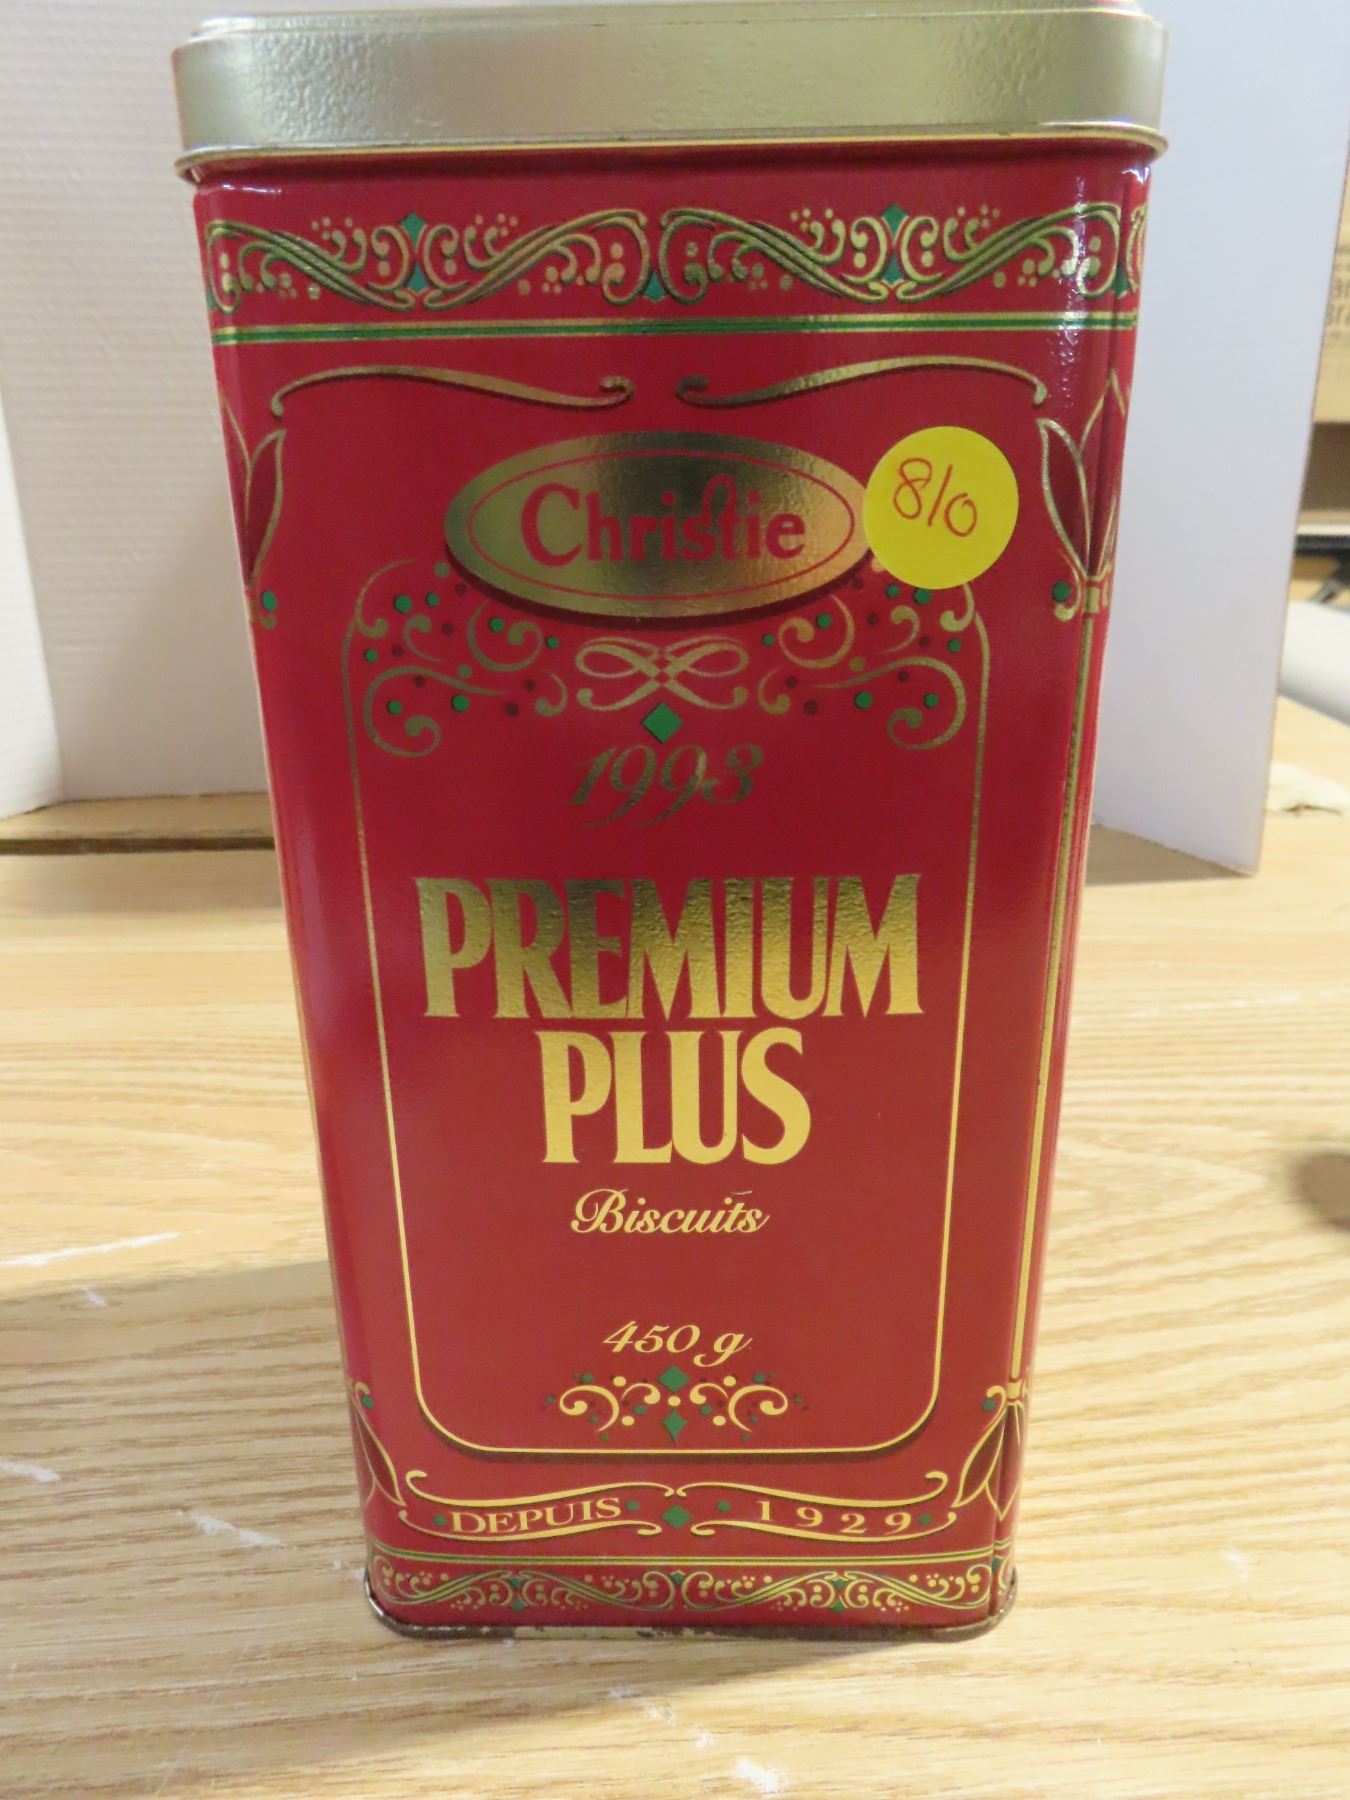 Christie
810
1993
PREMIUM
PLUS
Biscuits
450 g
DEPUIS 1929